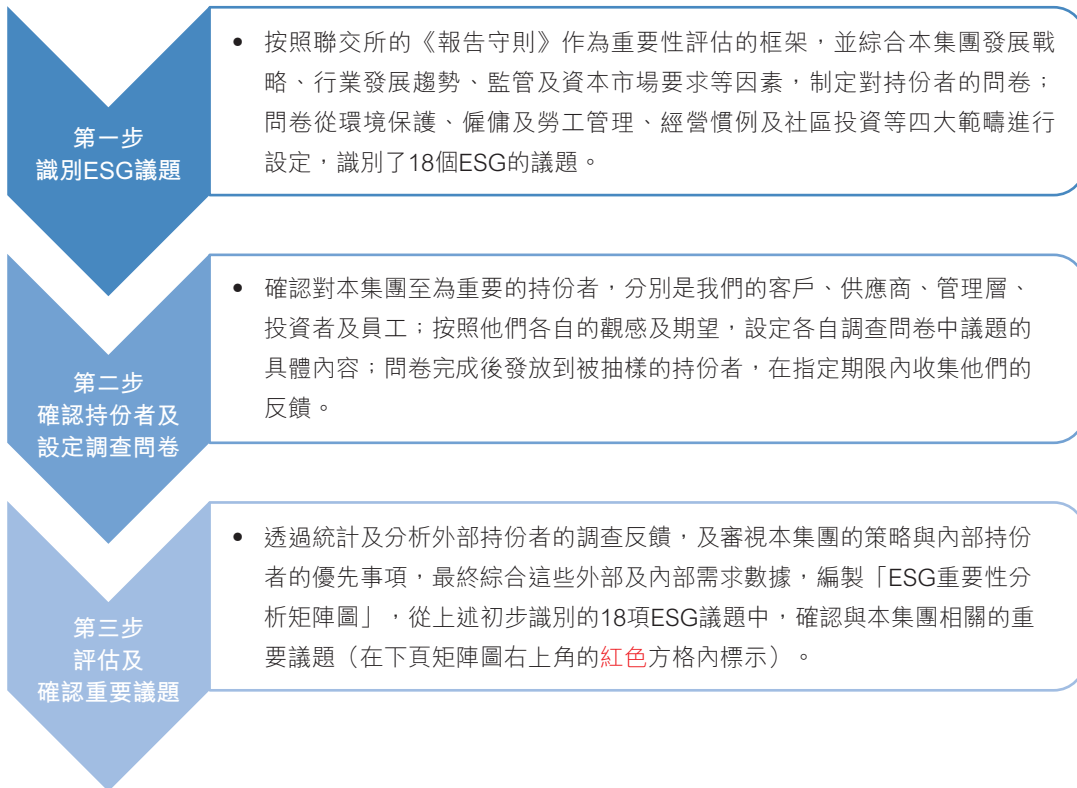 第一步
識別ESG議題
• 按照聯交所的《報告守則》作為重要性評估的框架，並綜合本集團發展戰
略、行業發展趨勢、監管及資本市場要求等因素，制定對持份者的問卷；
問卷從環境保護、僱傭及勞工管理、經營慣例及社區投資等四大範疇進行
設定，識別了18個ESG的議題。
第二步
確認持份者及
設定調查問卷
• 確認對本集團至為重要的持份者，分別是我們的客戶、供應商、管理層、
投資者及員工；按照他們各自的觀感及期望，設定各自調查問卷中議題的
具體內容；問卷完成後發放到被抽樣的持份者，在指定期限內收集他們的
反饋。
第三步
評估及
確認重要議題
• 透過統計及分析外部持份者的調查反饋，及審視本集團的策略與內部持份
者的優先事項，最終綜合這些外部及內部需求數據，編製「ESG重要性分
析矩陣圖」，從上述初步識別的18項ESG議題中，確認與本集團相關的重
要議題（在下頁矩陣圖右上角的紅色方格內標示）。